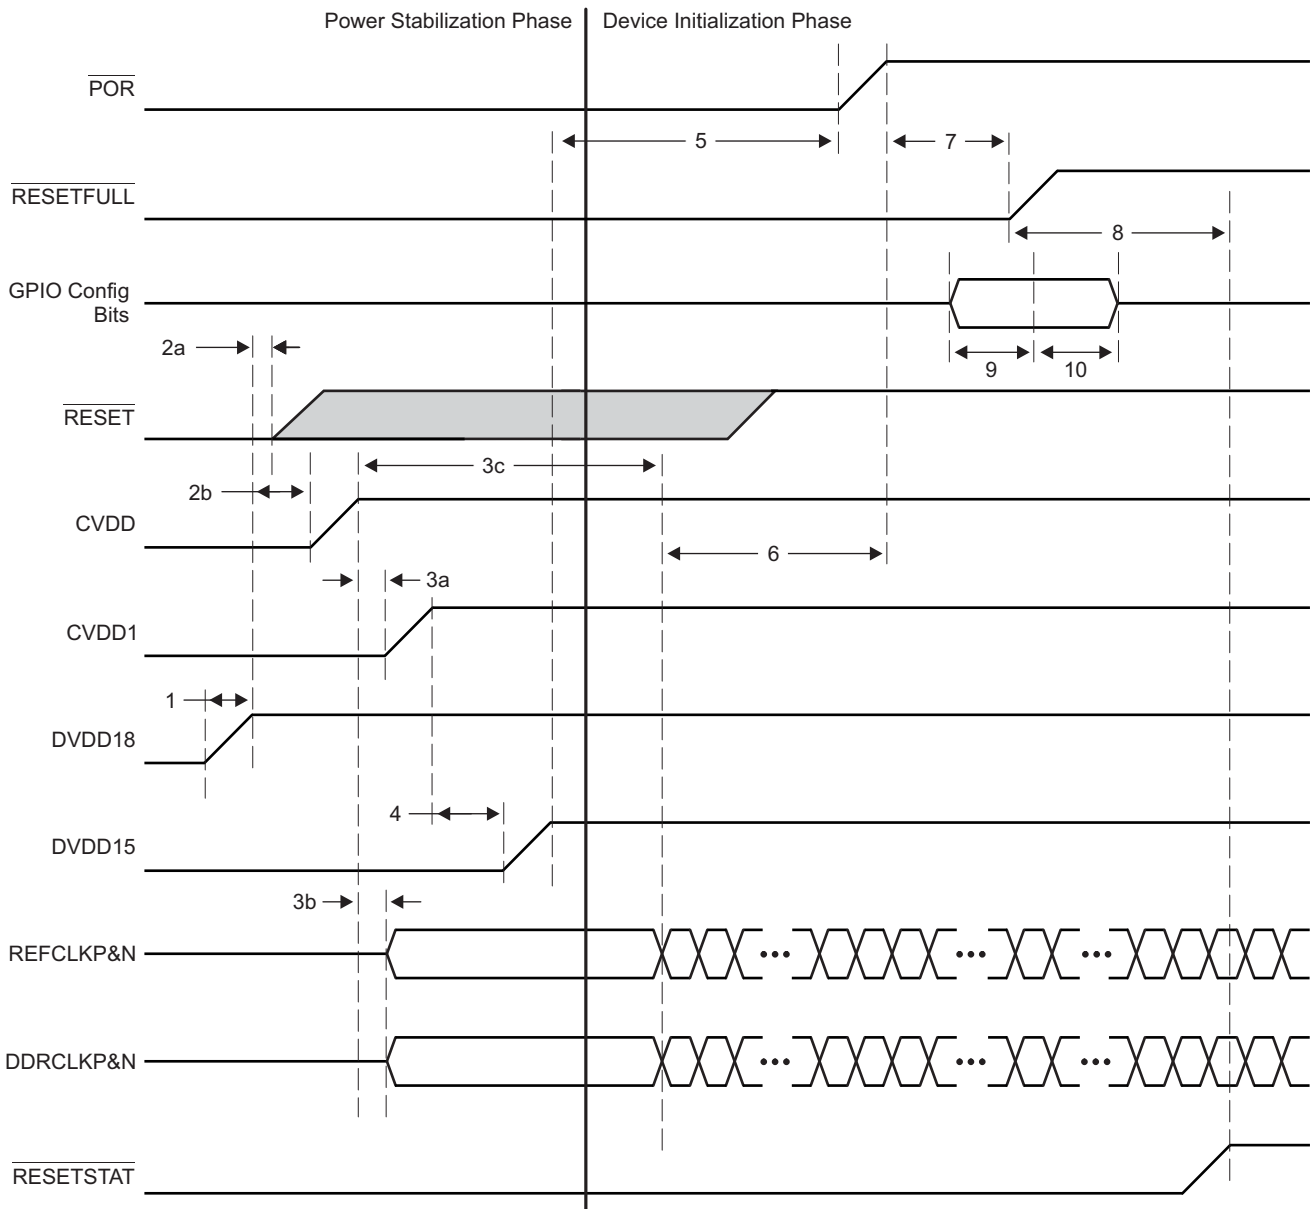 Power Stabilization Phase
Device Initialization Phase
POR
5
7
RESETFULL
8
GPIO Config
Bits
2a
9
10
RESET
3c
2b
CVDD
6
3a
CVDD1
1
DVDD18
4
DVDD15
3b
REFCLKP&N
DDRCLKP&N
RESETSTAT